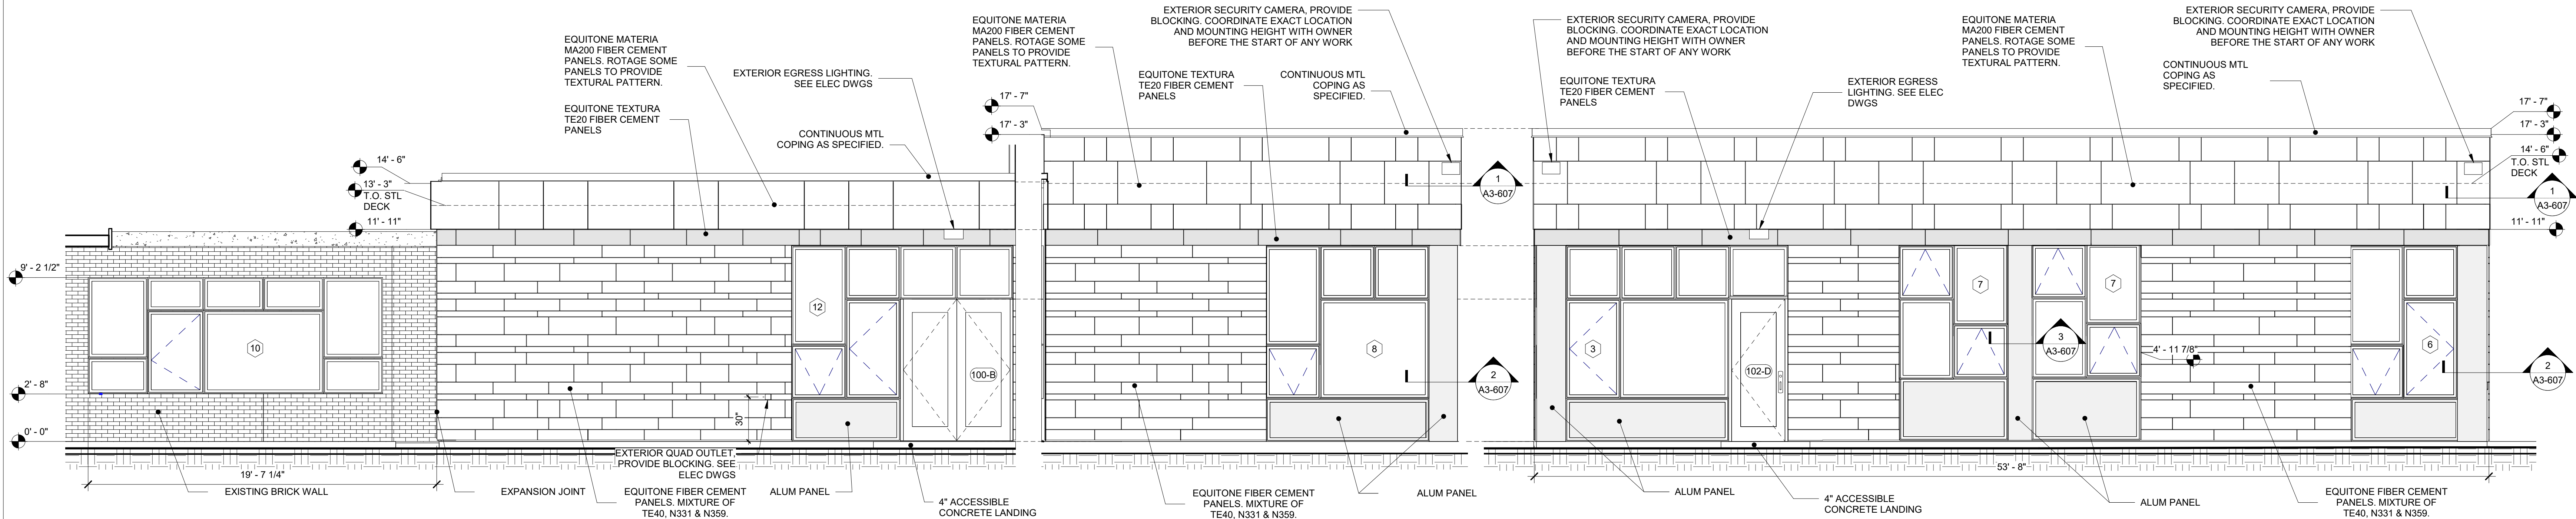 EQUITONE MATERIA
MA200 FIBER CEMENT
PANELS. ROTAGE SOME
PANELS TO PROVIDE
TEXTURAL PATTERN.
EQUITONE TEXTURA
TE20 FIBER CEMENT
PANELS
EXTERIOR EGRESS LIGHTING.
SEE ELEC DWGS
CONTINUOUS MTL
COPING AS SPECIFIED.
14' - 6"
13' - 3"
T.O. STL
DECK
11' - 11"
9' - 2 1/2"
2' - 8"
0' - 0"
10
12
100-B
30"
EXTERIOR QUAD OUTLET,
PROVIDE BLOCKING. SEE
ELEC DWGS
19' - 7 1/4"
EXISTING BRICK WALL
EXPANSION JOINT
EQUITONE FIBER CEMENT
PANELS. MIXTURE OF
TE40, N331 & N359.
ALUM PANEL
4" ACCESSIBLE
CONCRETE LANDING
EQUITONE MATERIA
MA200 FIBER CEMENT
PANELS. ROTAGE SOME
PANELS TO PROVIDE
TEXTURAL PATTERN.
EXTERIOR SECURITY CAMERA, PROVIDE
BLOCKING. COORDINATE EXACT LOCATION
AND MOUNTING HEIGHT WITH OWNER
BEFORE THE START OF ANY WORK
EQUITONE TEXTURA
TE20 FIBER CEMENT
PANELS
CONTINUOUS MTL
COPING AS
SPECIFIED.
17' - 7"
17' - 3"
1
A3-607
8
2
A3-607
EQUITONE FIBER CEMENT
PANELS. MIXTURE OF
TE40, N331 & N359.
ALUM PANEL
EXTERIOR SECURITY CAMERA, PROVIDE
BLOCKING. COORDINATE EXACT LOCATION
AND MOUNTING HEIGHT WITH OWNER
BEFORE THE START OF ANY WORK
EQUITONE TEXTURA
TE20 FIBER CEMENT
PANELS
EXTERIOR EGRESS
LIGHTING. SEE ELEC
DWGS
EQUITONE MATERIA
MA200 FIBER CEMENT
PANELS. ROTAGE SOME
PANELS TO PROVIDE
TEXTURAL PATTERN.
EXTERIOR SECURITY CAMERA, PROVIDE
BLOCKING. COORDINATE EXACT LOCATION
AND MOUNTING HEIGHT WITH OWNER
BEFORE THE START OF ANY WORK
CONTINUOUS MTL
COPING AS
SPECIFIED.
17' - 7"
17' - 3"
14' - 6"
T.O. STL
DECK
1
A3-607
11' - 11"
3
102-D
7
7
3
A3-607
4' - 11 7/8"
6
2
A3-607
53' - 8"
ALUM PANEL
4" ACCESSIBLE
CONCRETE LANDING
ALUM PANEL
EQUITONE FIBER CEMENT
PANELS. MIXTURE OF
TE40, N331 & N359.